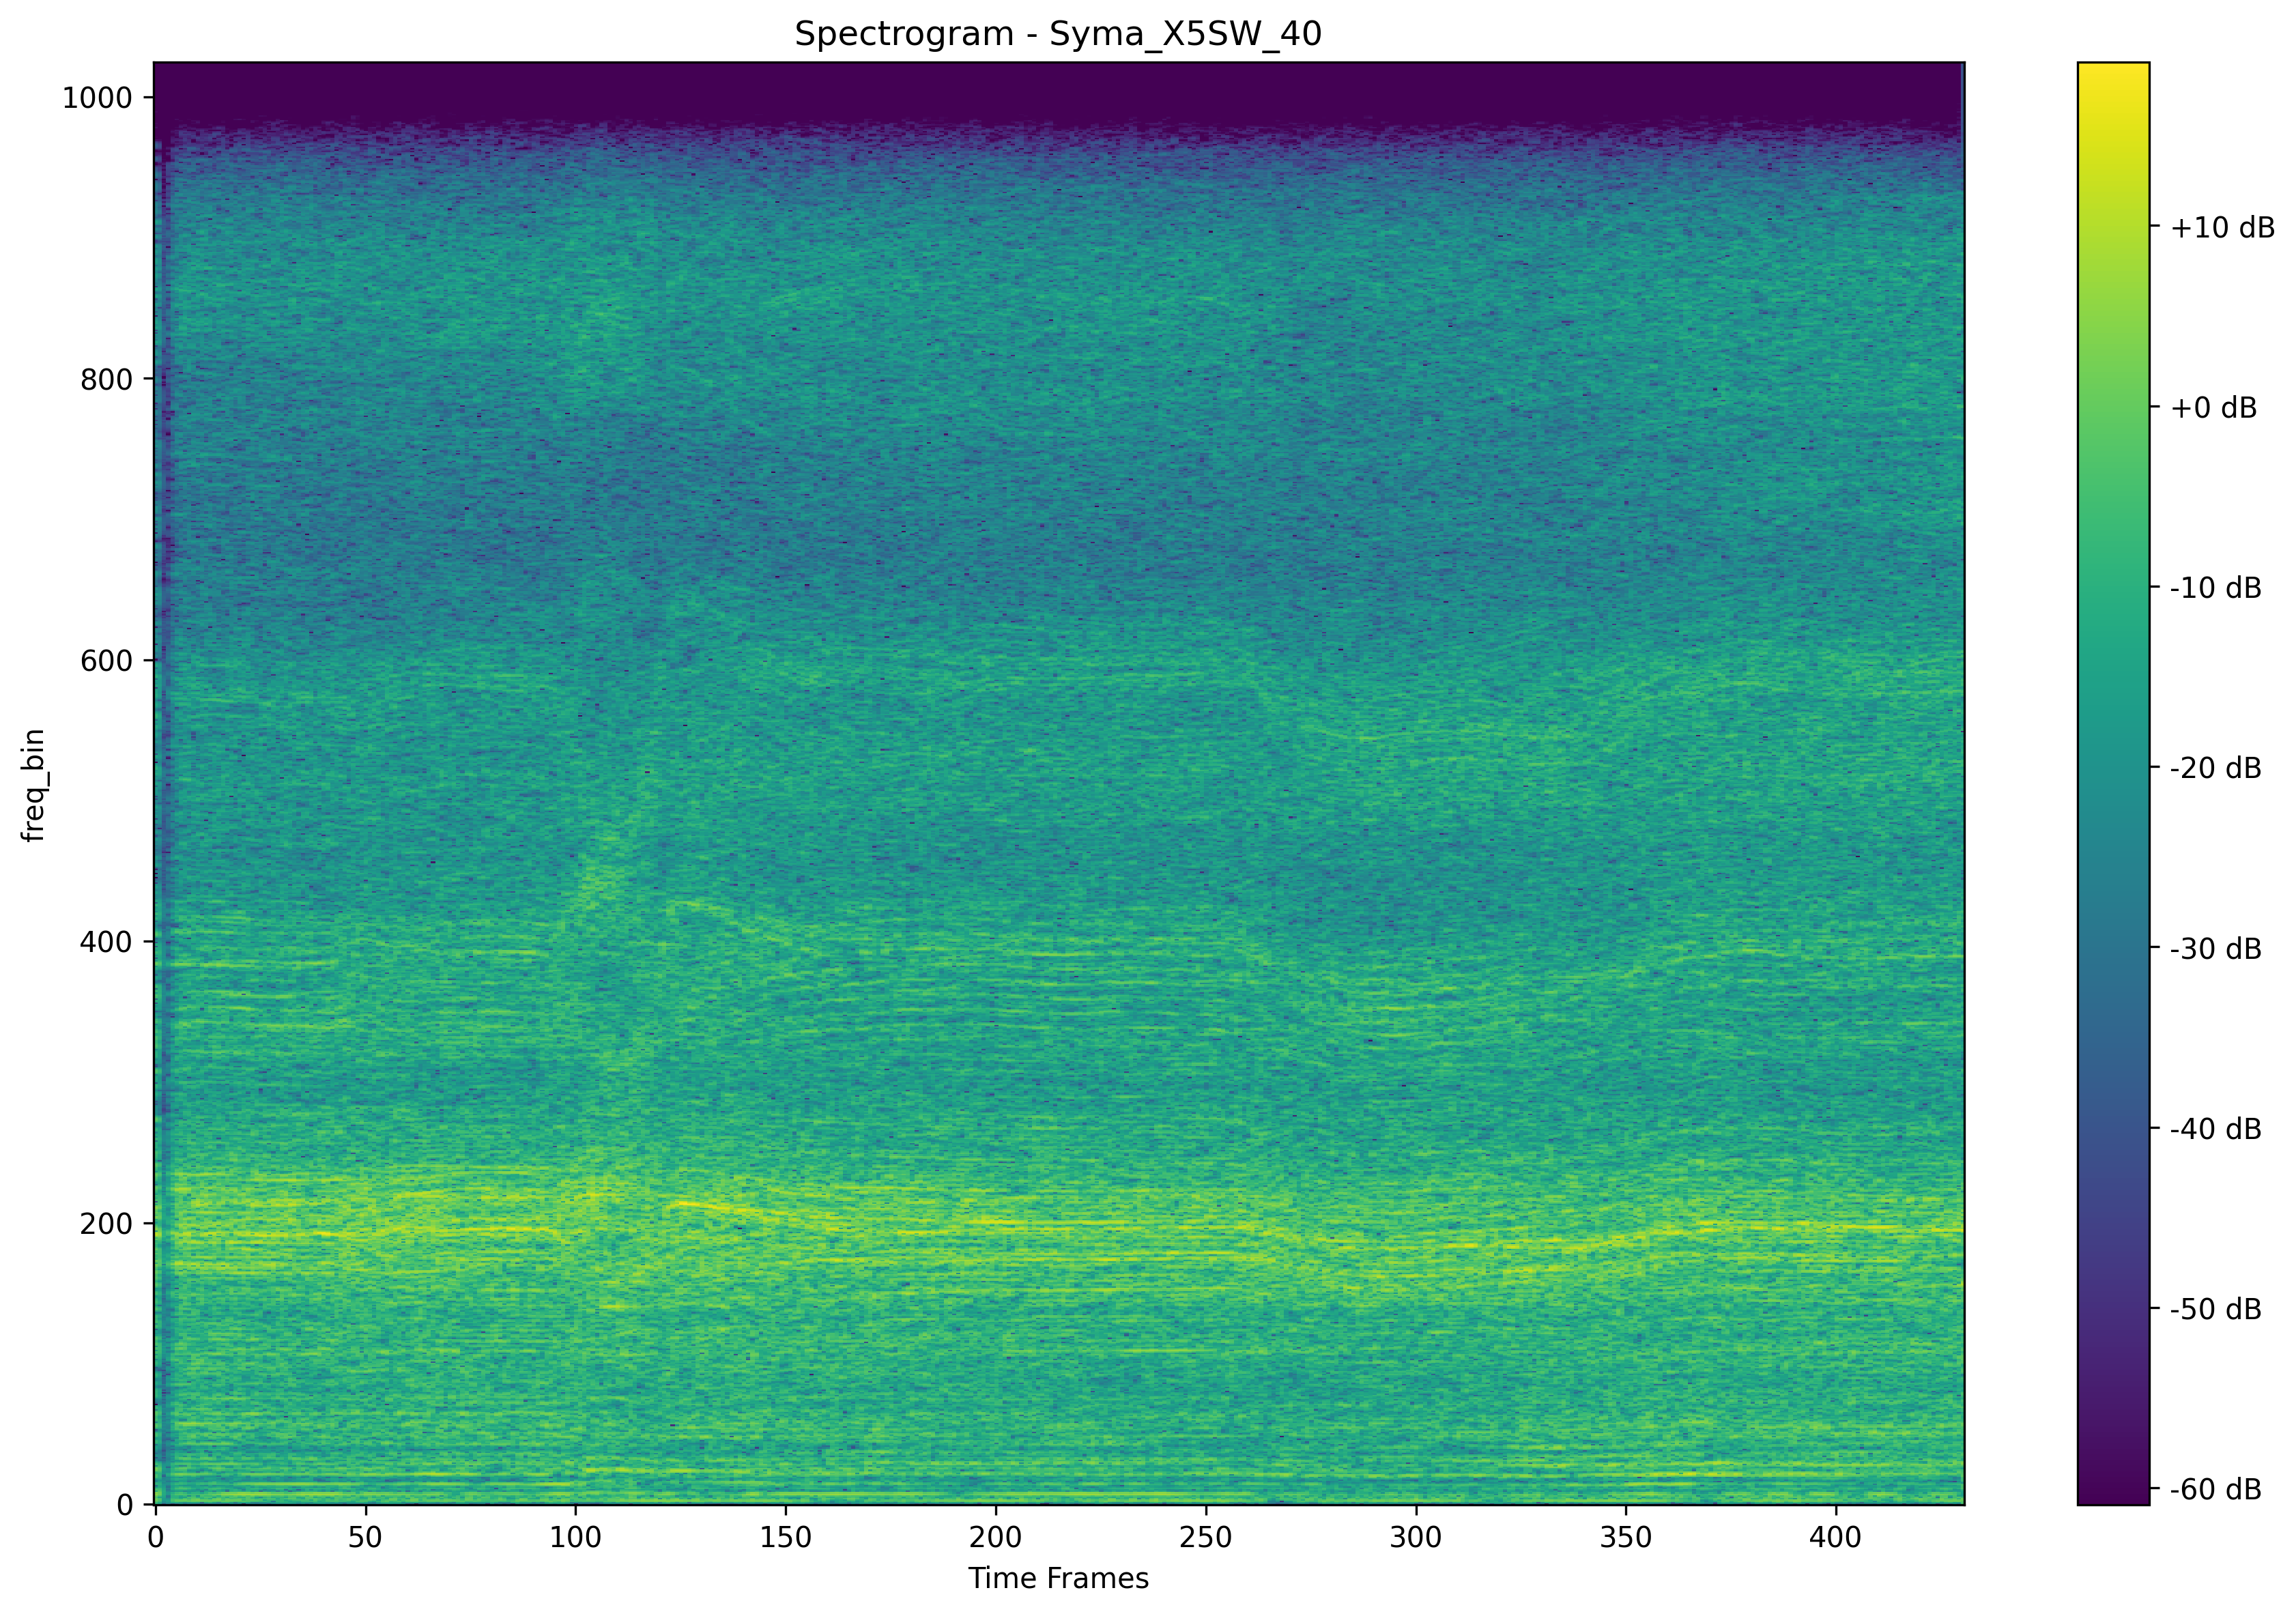 Spectrogram - Syma_X5SW_40
1000
800
600
400
200
0
freq_bin
0 50 100 150 200 250 300 350 400
Time Frames
+10 dB
+0 dB
-10 dB
-20 dB
-30 dB
-40 dB
-50 dB
-60 dB